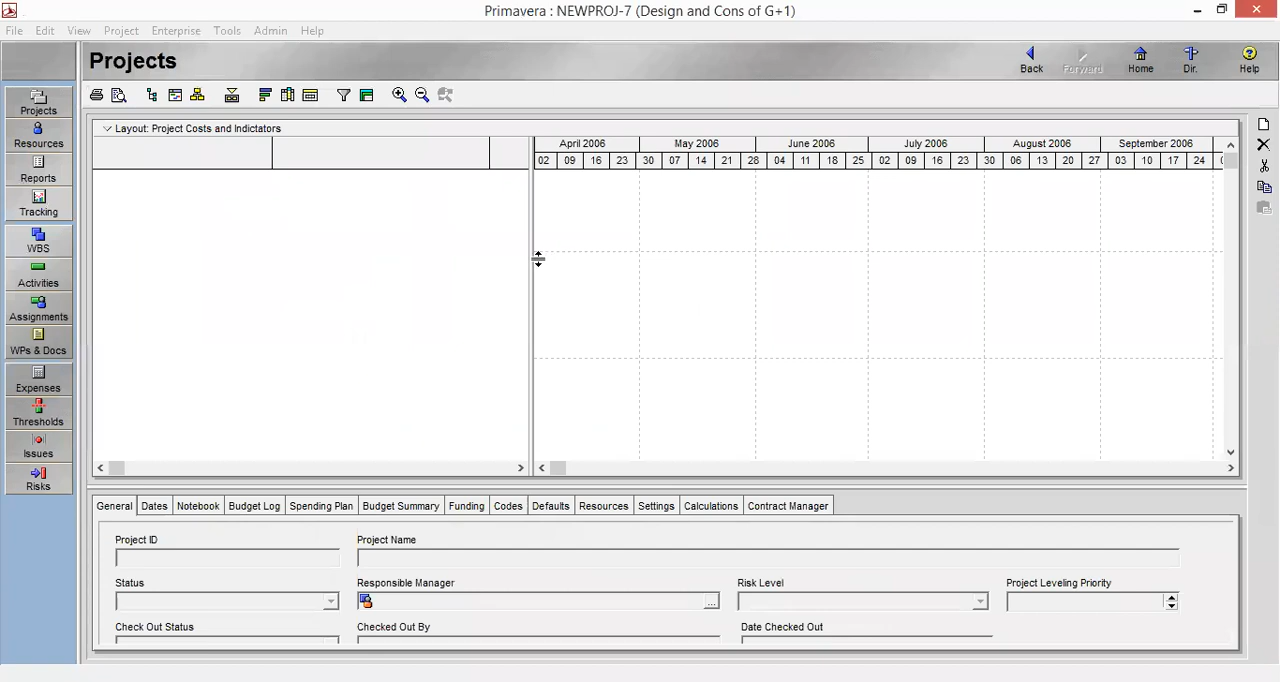 Primavera : NEWPROJ-7 (Design and Cons of G+1)
File Edit View Project Enterprise Tools Admin Help
Projects
Back Forward Home Dir. Help
Projects
Resources
Reports
Tracking
WBS
Activities
Assignments
WPs & Docs
Expenses
Thresholds
Issues
Risks
Layout: Project Costs and Indictators
April 2006 May 2006 June 2006 July 2006 August 2006 September 2006
02 09 16 23 30 07 14 21 28 04 11 18 25 02 09 16 23 30 06 13 20 27 03 10 17 24
General Dates Notebook Budget Log Spending Plan Budget Summary Funding Codes Defaults Resources Settings Calculations Contract Manager
Project ID Project Name
Status Responsible Manager Risk Level Project Leveling Priority
...
Check Out Status Checked Out By Date Checked Out